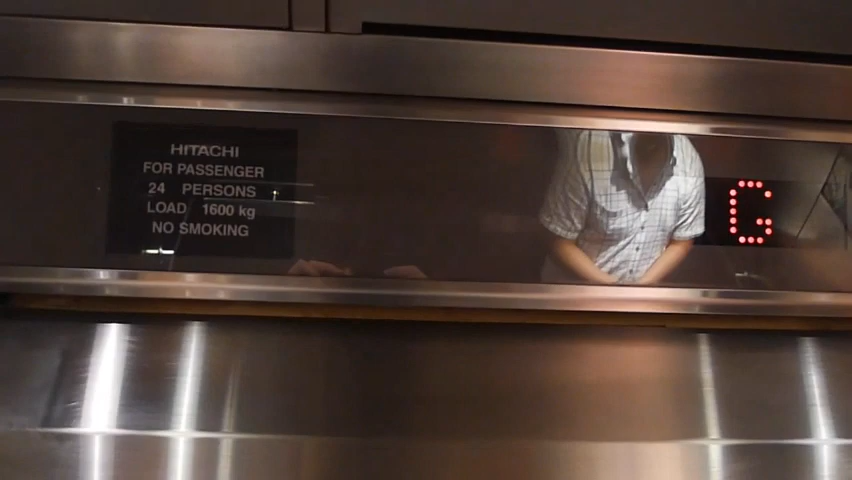 HITACHI
FOR PASSENGER
24 PERSONS
LOAD 1600 kg
NO SMOKING
G